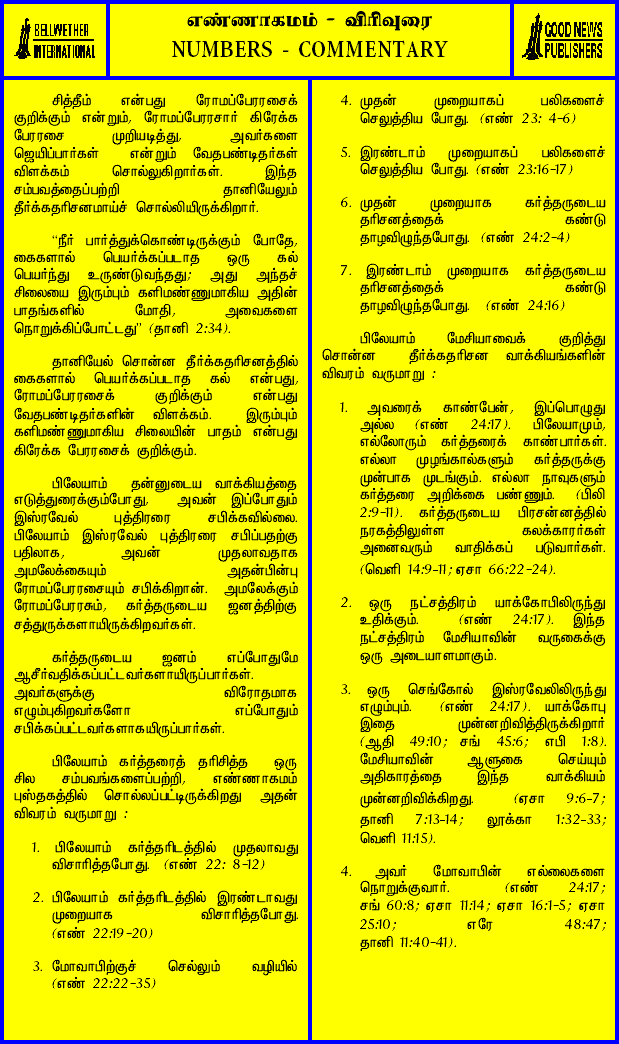 BELLWETHER
INTERNATIONAL
எண்ணாகமம் - விரிவுரை
NUMBERS - COMMENTARY
GOOD NEWS
PUBLISHERS
சித்தீம் என்பது ரோமப்பேரரசைக்
குறிக்கும் என்றும், ரோமப்பேரரசார் கிரேக்க
பேரரசை முறியடித்து, அவர்களை
ஜெயிப்பார்கள் என்றும் வேதபண்டிதர்கள்
விளக்கம் சொல்லுகிறார்கள். இந்த
சம்பவத்தைப்பற்றி தானியேலும்
தீர்க்கதரிசனமாய்ச் சொல்லியிருக்கிறார்.
“நீர் பார்த்துக்கொண்டிருக்கும் போதே,
கைகளால் பெயர்க்கப்படாத ஒரு கல்
பெயர்ந்து உருண்டுவந்தது; அது அந்தச்
சிலையை இரும்பும் களிமண்ணுமாகிய அதின்
பாதங்களில் மோதி, அவைகளை
நொறுக்கிப்போட்டது” (தானி 2:34).
தானியேல் சொன்ன தீர்க்கதரிசனத்தில்
கைகளால் பெயர்க்கப்படாத கல் என்பது,
ரோமப்பேரரசைக் குறிக்கும் என்பது
வேதபண்டிதர்களின் விளக்கம். இரும்பும்
களிமண்ணுமாகிய சிலையின் பாதம் என்பது
கிரேக்க பேரரசைக் குறிக்கும்.
பிலேயாம் தன்னுடைய வாக்கியத்தை
எடுத்துரைக்கும்போது, அவன் இப்போதும்
இஸ்ரவேல் புத்திரரை சபிக்கவில்லை.
பிலேயாம் இஸ்ரவேல் புத்திரரை சபிப்பதற்கு
பதிலாக, அவன் முதலாவதாக
அமலேக்கையும் அதன்பின்பு
ரோமப்பேரரசையும் சபிக்கிறான். அமலேக்கும்
ரோமப்பேரரசும், கர்த்தருடைய ஜனத்திற்கு
சத்துருக்களாயிருக்கிறவர்கள்.
கர்த்தருடைய ஜனம் எப்போதுமே
ஆசீர்வதிக்கப்பட்டவர்களாயிருப்பார்கள்.
அவர்களுக்கு விரோதமாக
எழும்புகிறவர்களோ எப்போதும்
சபிக்கப்பட்டவர்களாகயிருப்பார்கள்.
பிலேயாம் கர்த்தரைத் தரிசித்த ஒரு
சில சம்பவங்களைப்பற்றி, எண்ணாகமம்
புஸ்தகத்தில் சொல்லப்பட்டிருக்கிறது அதன்
விவரம் வருமாறு :
1. பிலேயாம் கர்த்தரிடத்தில் முதலாவது
விசாரித்தபோது. (எண் 22: 8-12)
2. பிலேயாம் கர்த்தரிடத்தில் இரண்டாவது
முறையாக விசாரித்தபோது.
(எண் 22:19-20)
3. மோவாபிற்குச் செல்லும் வழியில்
(எண் 22:22-35)
4. முதன் முறையாகப் பலிகளைச்
செலுத்திய போது. (எண் 23: 4-6)
5. இரண்டாம் முறையாகப் பலிகளைச்
செலுத்திய போது. (எண் 23:16-17)
6. முதன் முறையாக கர்த்தருடைய
தரிசனத்தைக் கண்டு
தாழவிழுந்தபோது. (எண் 24:2-4)
7. இரண்டாம் முறையாக கர்த்தருடைய
தரிசனத்தைக் கண்டு
தாழவிழுந்தபோது. (எண் 24:16)
பிலேயாம் மேசியாவைக் குறித்து
சொன்ன தீர்க்கதரிசன வாக்கியங்களின்
விவரம் வருமாறு :
1. அவரைக் காண்பேன், இப்பொழுது
அல்ல (எண் 24:17). பிலேயாமும்,
எல்லோரும் கர்த்தரைக் காண்பார்கள்.
எல்லா முழங்கால்களும் கர்த்தருக்கு
முன்பாக முடங்கும். எல்லா நாவுகளும்
கர்த்தரை அறிக்கை பண்ணும். (பிலி
2:9-11). கர்த்தருடைய பிரசன்னத்தில்
நரகத்திலுள்ள கலக்காரர்கள்
அனைவரும் வாதிக்கப் படுவார்கள்.
(வெளி 14:9-11; ஏசா 66:22-24).
2. ஒரு நட்சத்திரம் யாக்கோபிலிருந்து
உதிக்கும். (எண் 24:17). இந்த
நட்சத்திரம் மேசியாவின் வருகைக்கு
ஒரு அடையாளமாகும்.
3. ஒரு செங்கோல் இஸ்ரவேலிலிருந்து
எழும்பும். (எண் 24:17). யாக்கோபு
இதை முன்னறிவித்திருக்கிறார்
(ஆதி 49:10; சங் 45:6; எபி 1:8).
மேசியாவின் ஆளுகை செய்யும்
அதிகாரத்தை இந்த வாக்கியம்
முன்னறிவிக்கிறது. (ஏசா 9:6-7;
தானி 7:13-14; லூக்கா 1:32-33;
வெளி 11:15).
4. அவர் மோவாபின் எல்லைகளை
நொறுக்குவார். (எண் 24:17;
சங் 60:8; ஏசா 11:14; ஏசா 16:1-5; ஏசா
25:10; எரே 48:47;
தானி 11:40-41).